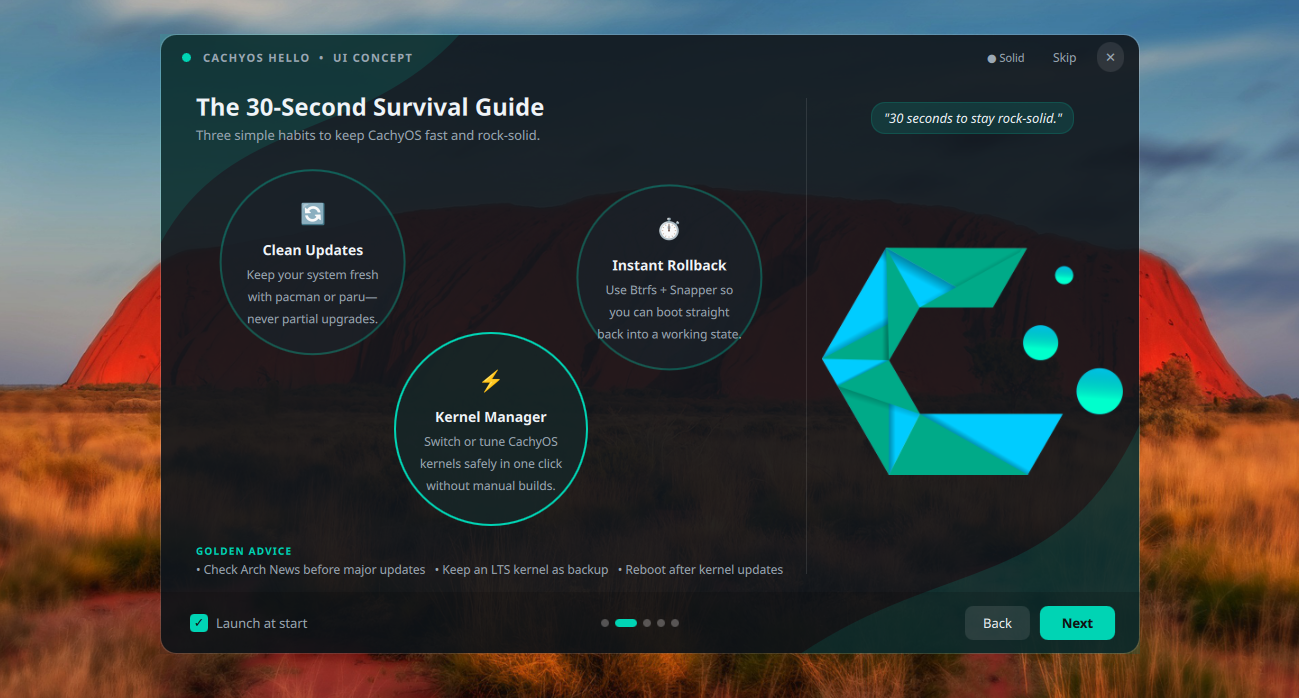 CACHYOS HELLO • UI CONCEPT
Solid
Skip
✕
The 30-Second Survival Guide
Three simple habits to keep CachyOS fast and rock-solid.
"30 seconds to stay rock-solid."
Clean Updates
Keep your system fresh
with pacman or paru—
never partial upgrades.
Instant Rollback
Use Btrfs + Snapper so
you can boot straight
back into a working state.
Kernel Manager
Switch or tune CachyOS
kernels safely in one click
without manual builds.
GOLDEN ADVICE
• Check Arch News before major updates • Keep an LTS kernel as backup • Reboot after kernel updates
Launch at start
Back
Next